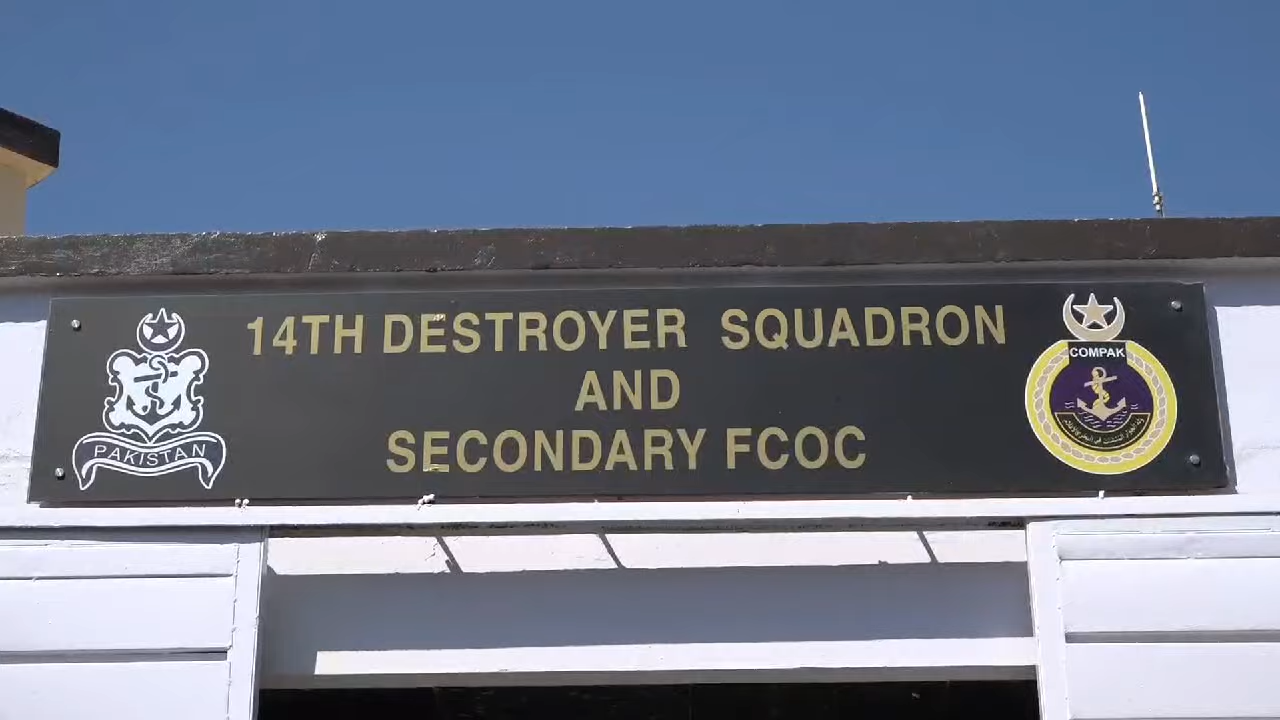 14TH DESTROYER SQUADRON
AND
SECONDARY FCOC
PAKISTAN
COMPAK